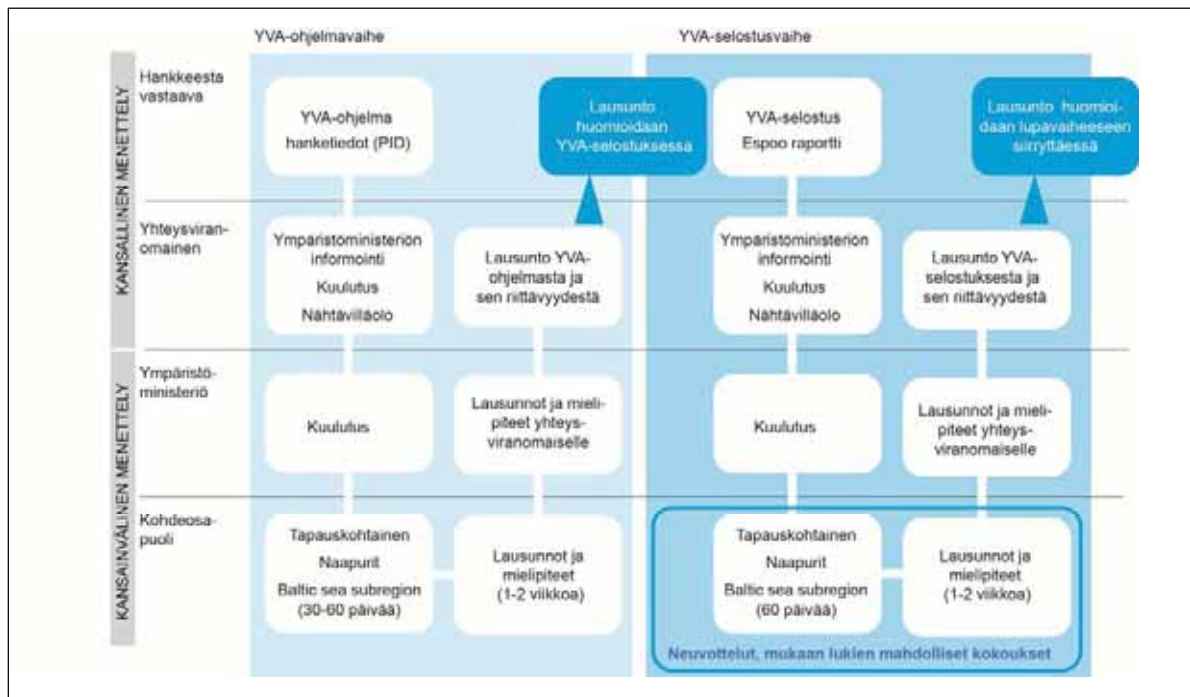 YVA-ohjelmavaihe
YVA-selostusvaihe
KANSALLINEN MENETTELY
KANSAINVÄLINEN MENETTELY
Hankkeesta
vastaava
YVA-ohjelma
hanketiedot (PID)
Lausunto
huomioidaan
YVA-selostuksessa
YVA-selostus
Espoo raportti
Lausunto huomioi-
daan lupavaiheeseen
siirryttäessä
Yhteysviran-
omainen
Ympäristöministeriön
informointi
Kuulutus
Nähtävilläolo
Lausunto YVA-
ohjelmasta ja
sen riittävyydestä
Ympäristöministeriön
informointi
Kuulutus
Nähtävilläolo
Lausunto YVA-
selostuksesta ja
sen riittävyydestä
Ympäristö-
ministeriö
Kuulutus
Lausunnot ja mieli-
piteet yhteys-
viranomaiselle
Kuulutus
Lausunnot ja mieli-
piteet yhteys-
viranomaiselle
Kohdeosa-
puoli
Tapauskohtainen
Naapurit
Baltic sea subregion
(30-60 päivää)
Lausunnot ja
mielipiteet
(1-2 viikkoa)
Tapauskohtainen
Naapurit
Baltic sea subregion
(60 päivää)
Lausunnot ja
mielipiteet
(1-2 viikkoa)
Neuvottelut, mukaan lukien mahdolliset kokoukset